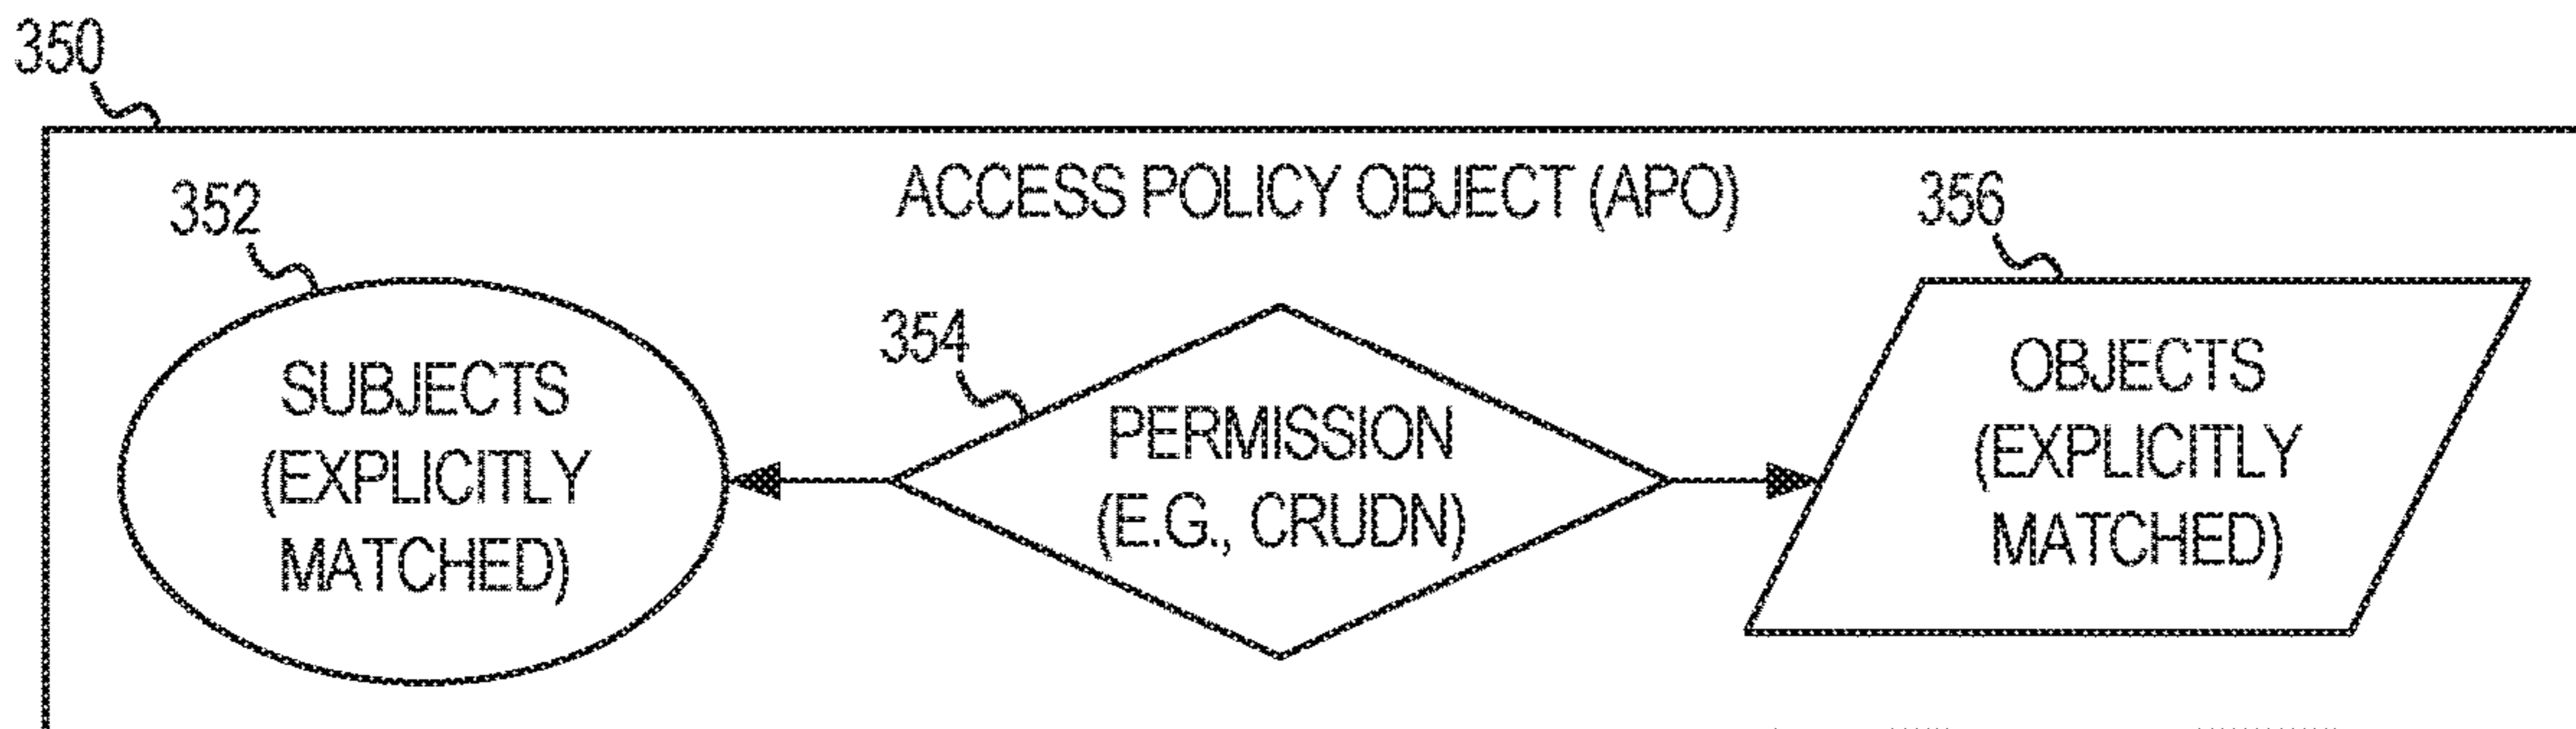 350
ACCESS POLICY OBJECT (APO)
352
356
354
SUBJECTS
(EXPLICITLY
MATCHED)
PERMISSION
(E.G., CRUDN)
OBJECTS
(EXPLICITLY
MATCHED)